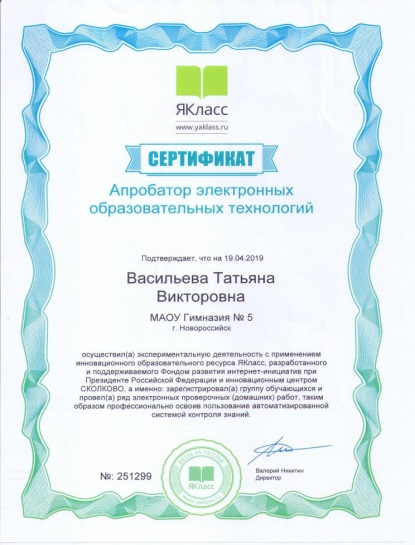 ЯКласс
www.yaklass.ru
СЕРТИФИКАТ
Апробатор электронных
образовательных технологий
Подтверждает, что на 19.04.2019
Васильева Татьяна
Викторовна
МАОУ Гимназия № 5
г. Новороссийск
осуществил(а) экспериментальную деятельность с применением
инновационного образовательного ресурса ЯКласс, разработанного
и поддерживаемого Фондом развития интернет-инициатив при
Президенте Российской Федерации и инновационным центром
СКОЛКОВО, а именно: зарегистрировал(а) группу обучающихся и
провел(а) ряд электронных проверочных (домашних) работ, таким
образом профессионально освоив пользование автоматизированной
системой контроля знаний.
№: 251299
ЯКласс
Валерий Никитин
Директор